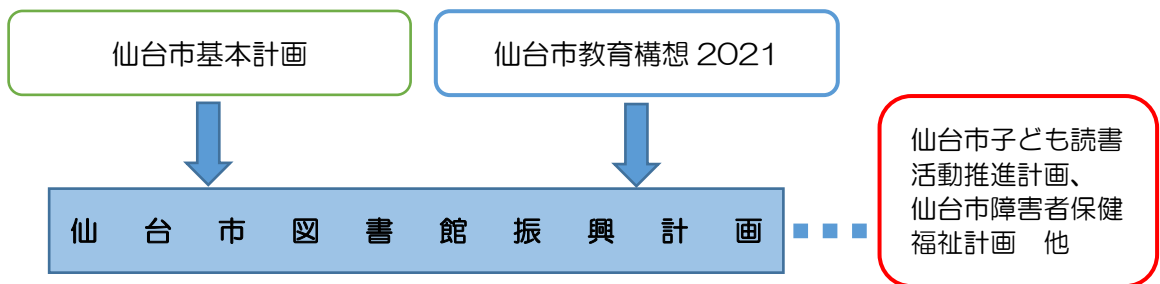 仙台市基本計画
仙台市教育構想 2021
仙台市子ども読書
活動推進計画、
仙台市障害者保健
福祉計画　他
仙台市図書館振興計画